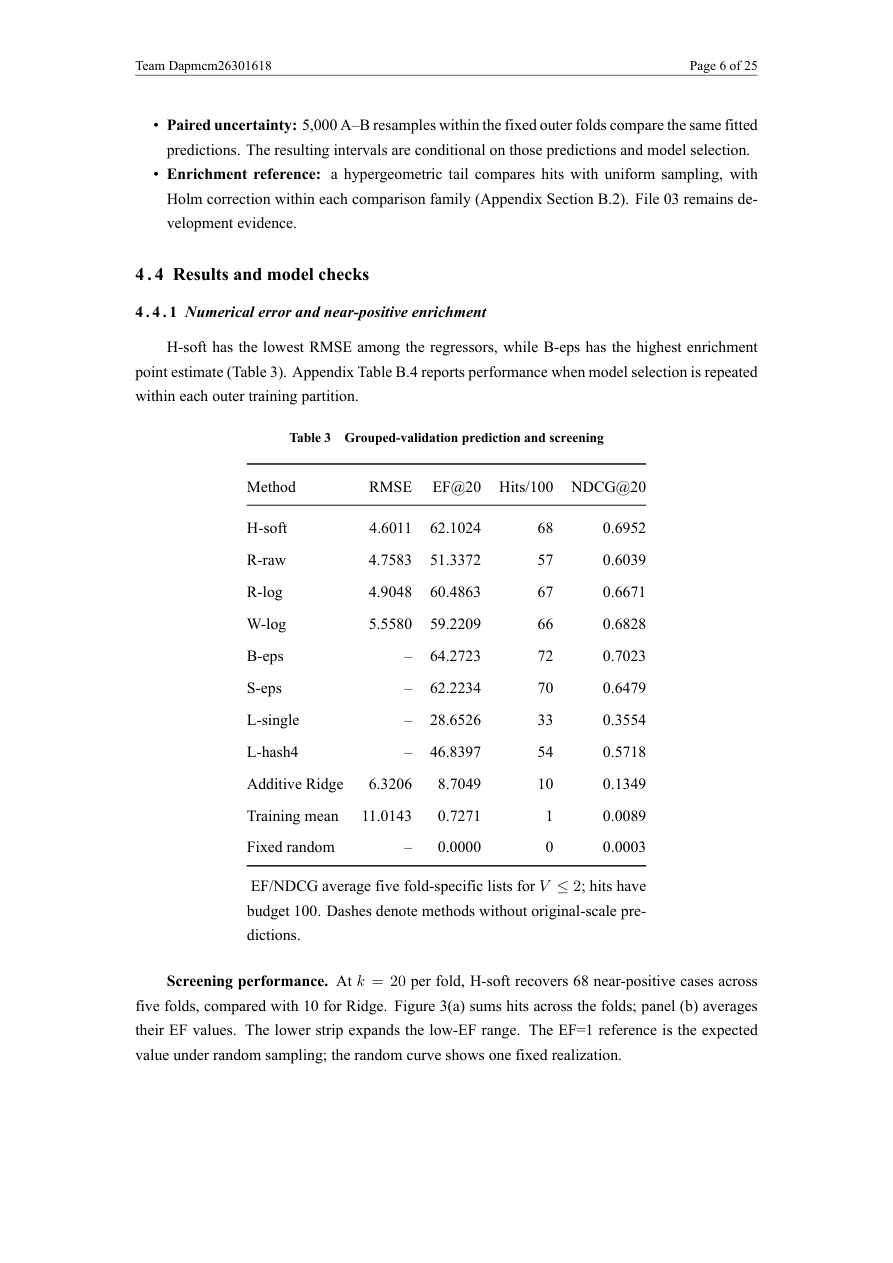 Team Dapmcm26301618 Page 6 of 25
• Paired uncertainty: 5,000 A–B resamples within the fixed outer folds compare the same fitted
predictions. The resulting intervals are conditional on those predictions and model selection.
• Enrichment reference: a hypergeometric tail compares hits with uniform sampling, with
Holm correction within each comparison family (Appendix Section B.2). File 03 remains de-
velopment evidence.
4.4 Results and model checks
4.4.1 Numerical error and near-positive enrichment
H-soft has the lowest RMSE among the regressors, while B-eps has the highest enrichment
point estimate (Table 3). Appendix Table B.4 reports performance when model selection is repeated
within each outer training partition.
Table 3 Grouped-validation prediction and screening
Method RMSE EF@20 Hits/100 NDCG@20
H-soft 4.6011 62.1024 68 0.6952
R-raw 4.7583 51.3372 57 0.6039
R-log 4.9048 60.4863 67 0.6671
W-log 5.5580 59.2209 66 0.6828
B-eps – 64.2723 72 0.7023
S-eps – 62.2234 70 0.6479
L-single – 28.6526 33 0.3554
L-hash4 – 46.8397 54 0.5718
Additive Ridge 6.3206 8.7049 10 0.1349
Training mean 11.0143 0.7271 1 0.0089
Fixed random – 0.0000 0 0.0003
EF/NDCG average five fold-specific lists for V ≤ 2; hits have
budget 100. Dashes denote methods without original-scale pre-
dictions.
Screening performance. At k = 20 per fold, H-soft recovers 68 near-positive cases across
five folds, compared with 10 for Ridge. Figure 3(a) sums hits across the folds; panel (b) averages
their EF values. The lower strip expands the low-EF range. The EF=1 reference is the expected
value under random sampling; the random curve shows one fixed realization.